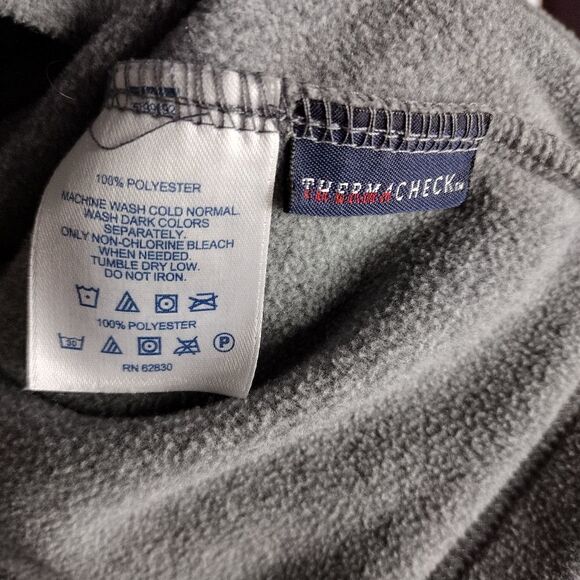 100% POLYESTER
MACHINE WASH COLD NORMAL.
WASH DARK COLORS
SEPARATELY.
ONLY NON-CHLORINE BLEACH
WHEN NEEDED.
TUMBLE DRY LOW.
DO NOT IRON.
100% POLYESTER
30
P
RN 62830
THERMACHECK™